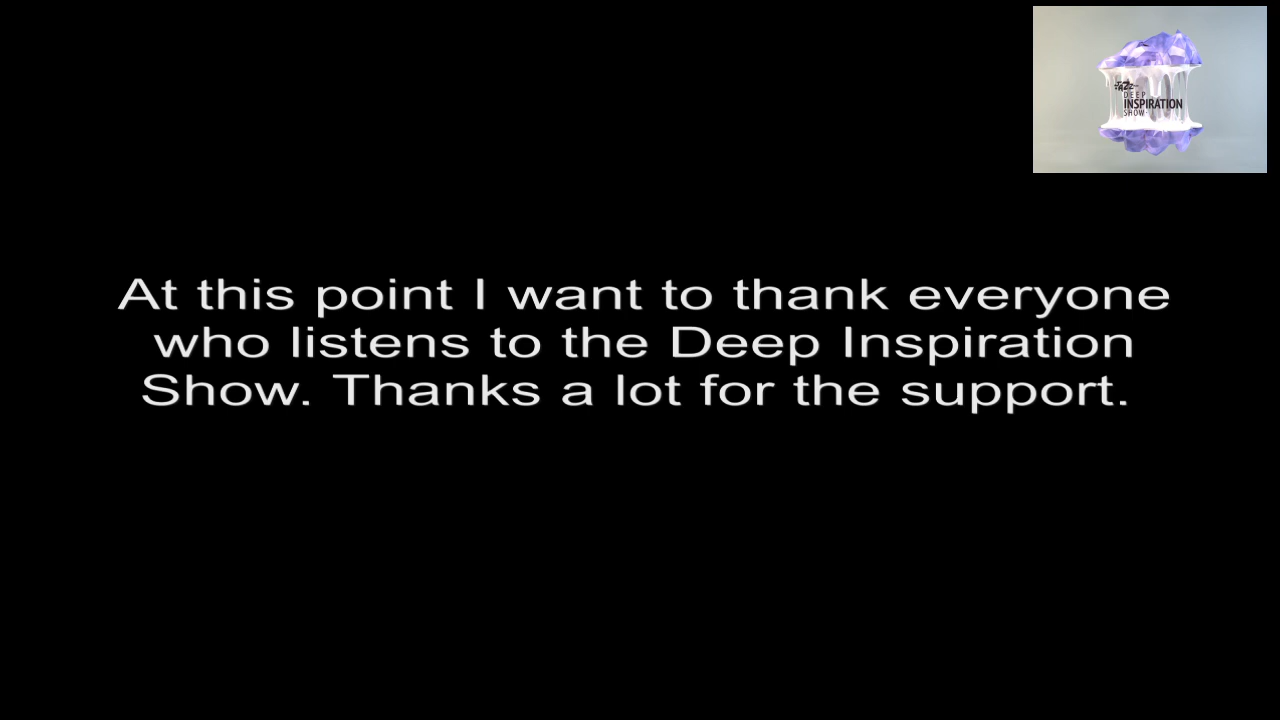 JAZZ
DEEP
INSPIRATION
SHOW
At this point I want to thank everyone
who listens to the Deep Inspiration
Show. Thanks a lot for the support.